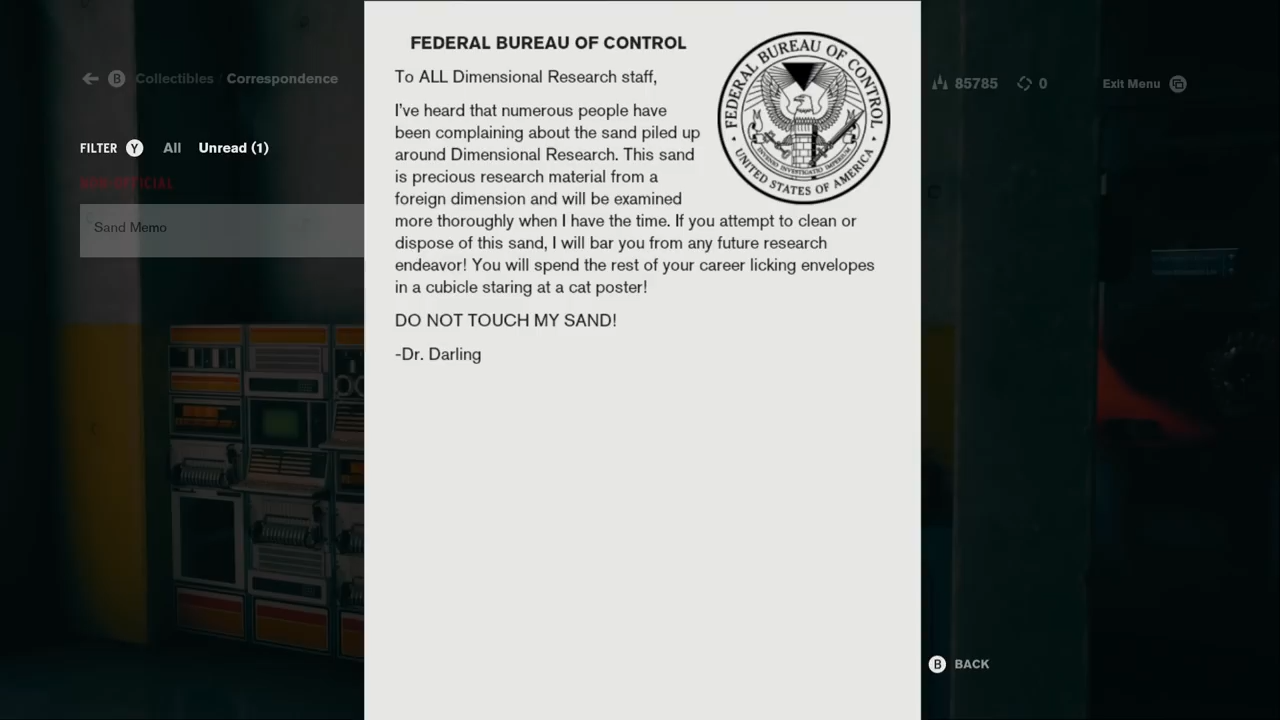 FEDERAL BUREAU OF CONTROL
To ALL Dimensional Research staff,
I've heard that numerous people have
been complaining about the sand piled up
around Dimensional Research. This sand
is precious research material from a
foreign dimension and will be examined
more thoroughly when I have the time. If you attempt to clean or
dispose of this sand, I will bar you from any future research
endeavor! You will spend the rest of your career licking envelopes
in a cubicle staring at a cat poster!
DO NOT TOUCH MY SAND!
-Dr. Darling
FEDERAL BUREAU OF CONTROL
UNITED STATES OF AMERICA
B Collectibles / Correspondence
85785 0 Exit Menu
FILTER Y All Unread (1)
NON-OFFICIAL
Sand Memo
B BACK